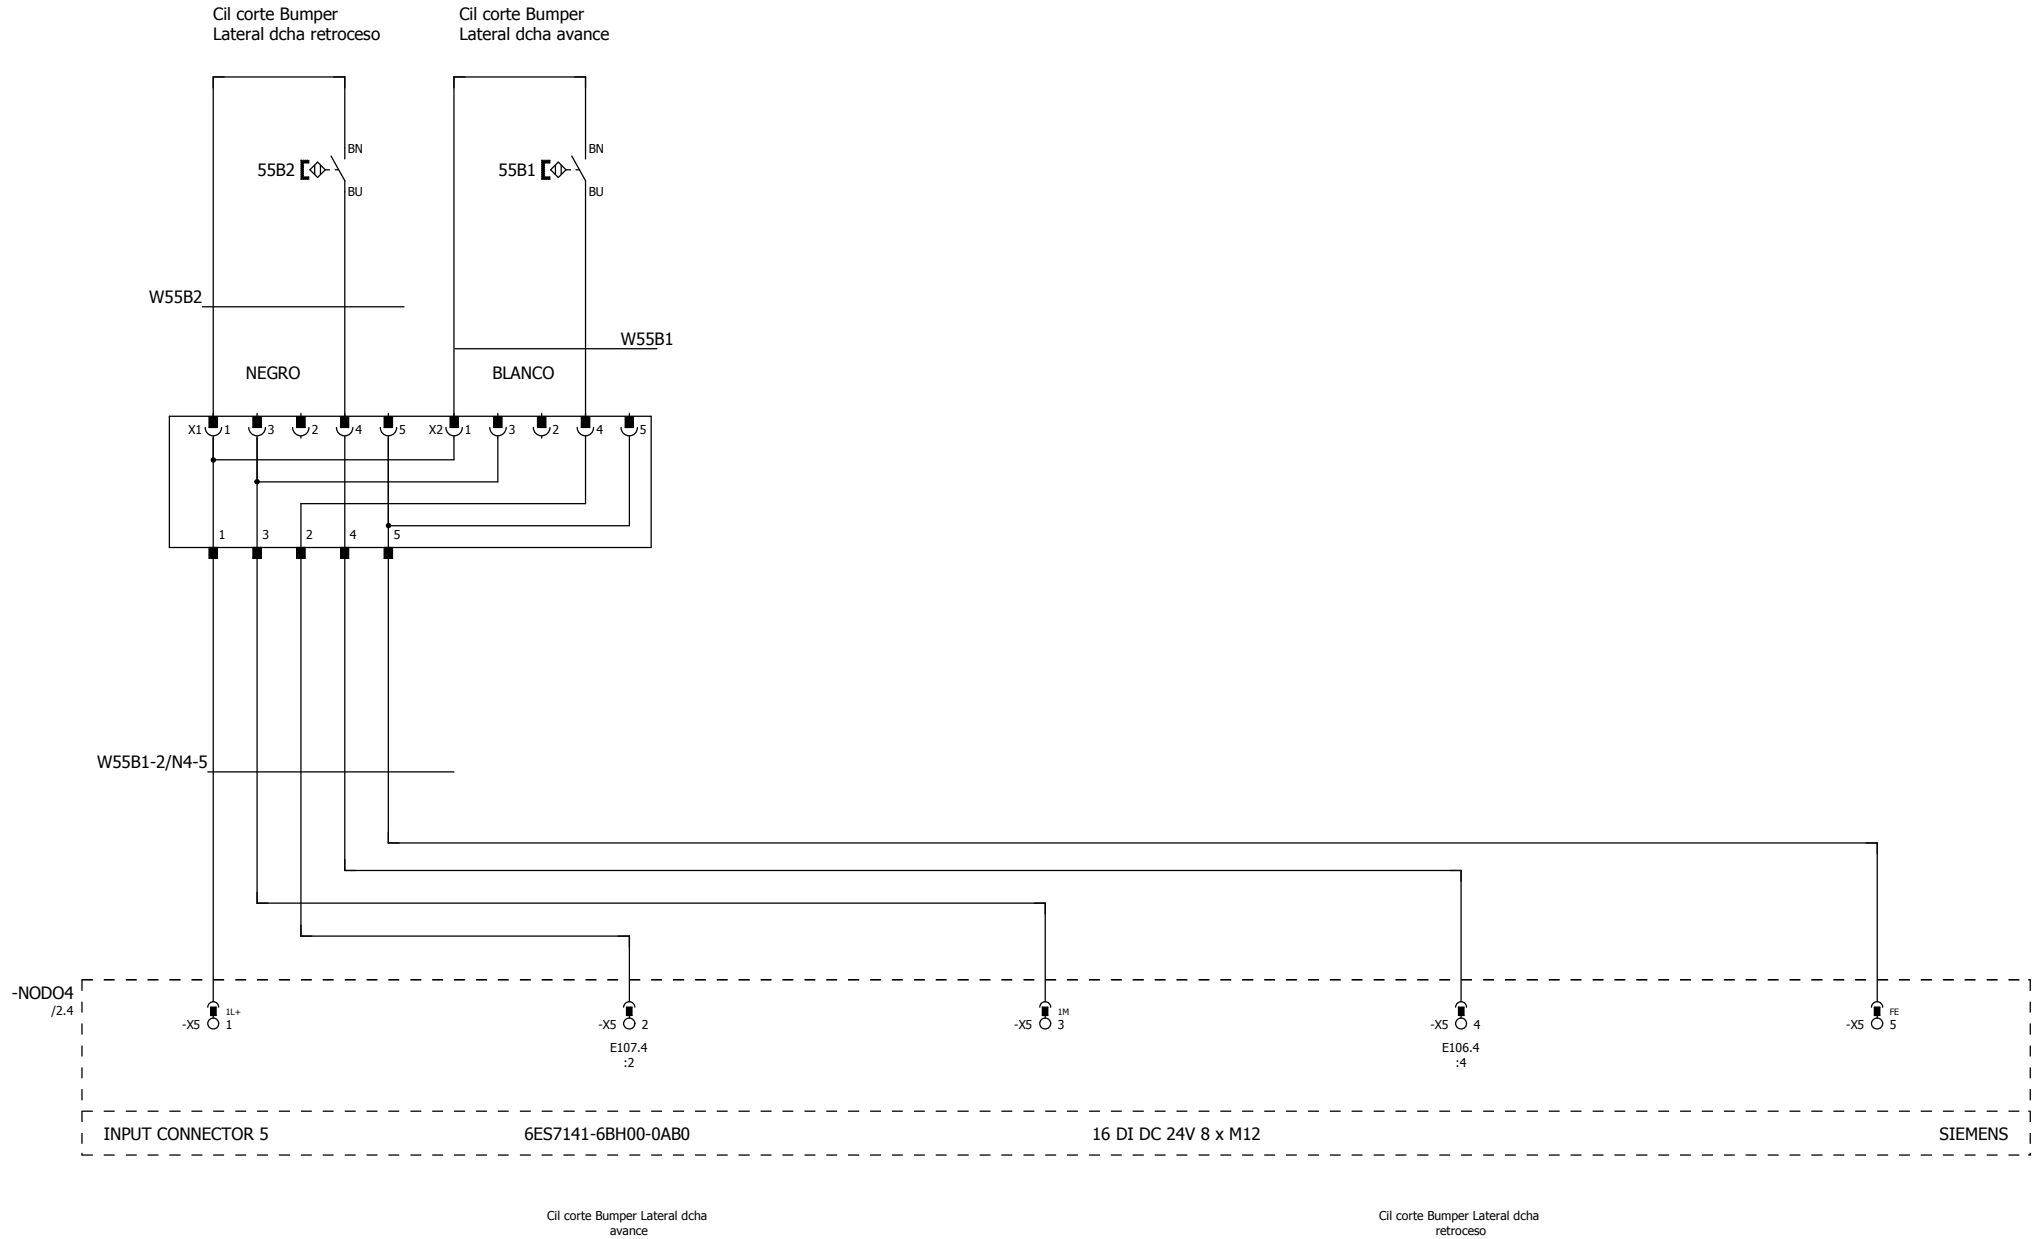 Cil corte Bumper
Lateral dcha retroceso
Cil corte Bumper
Lateral dcha avance
BN
55B2
BU
BN
55B1
BU
W55B2
W55B1
NEGRO
BLANCO
X1 1 3 2 4 5 X2 1 3 2 4 5
1 3 2 4 5
W55B1-2/N4-5
-NODO4
/2.4
1L+
-X5 1
-X5 2
1M
-X5 3
-X5 4
FE
-X5 5
E107.4
:2
E106.4
:4
INPUT CONNECTOR 5 6ES7141-6BH00-0AB0 16 DI DC 24V 8 x M12 SIEMENS
Cil corte Bumper Lateral dcha
avance
Cil corte Bumper Lateral dcha
retroceso